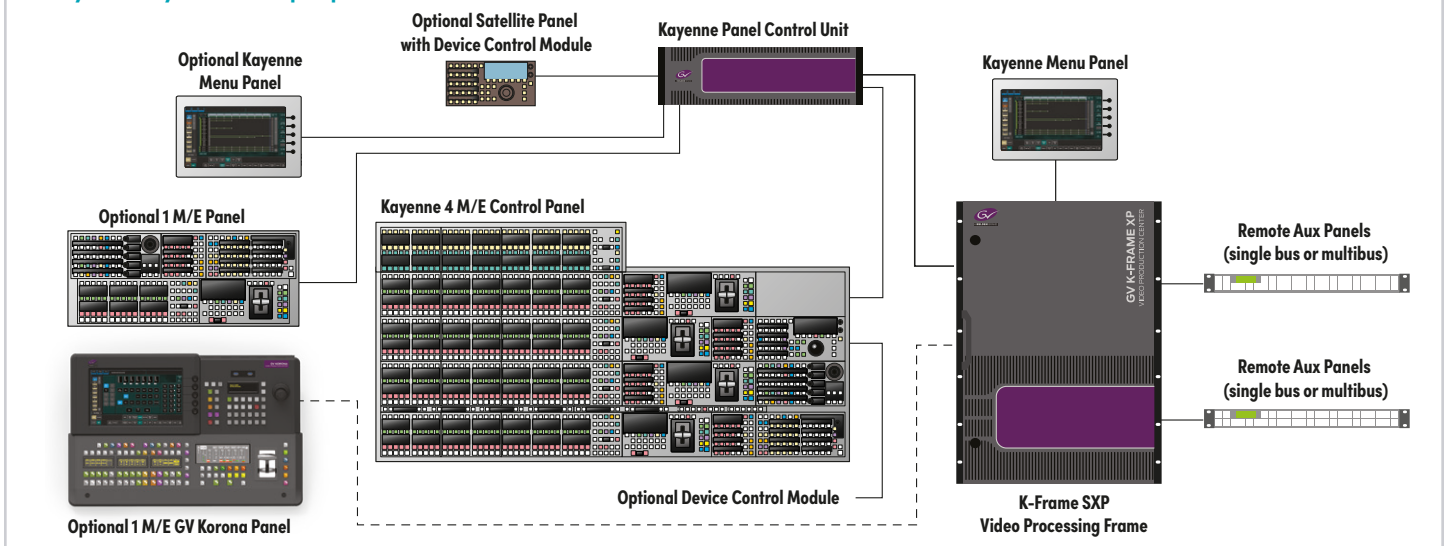 Optional Satellite Panel
with Device Control Module
Kayenne Panel Control Unit
Optional Kayenne
Menu Panel
Kayenne Menu Panel
Optional 1 M/E Panel
Kayenne 4 M/E Control Panel
GV K-FRAME XP
VIDEO PRODUCTION CENTER
Remote Aux Panels
(single bus or multibus)
Remote Aux Panels
(single bus or multibus)
Optional Device Control Module
K-Frame SXP
Video Processing Frame
Optional 1 M/E GV Korona Panel